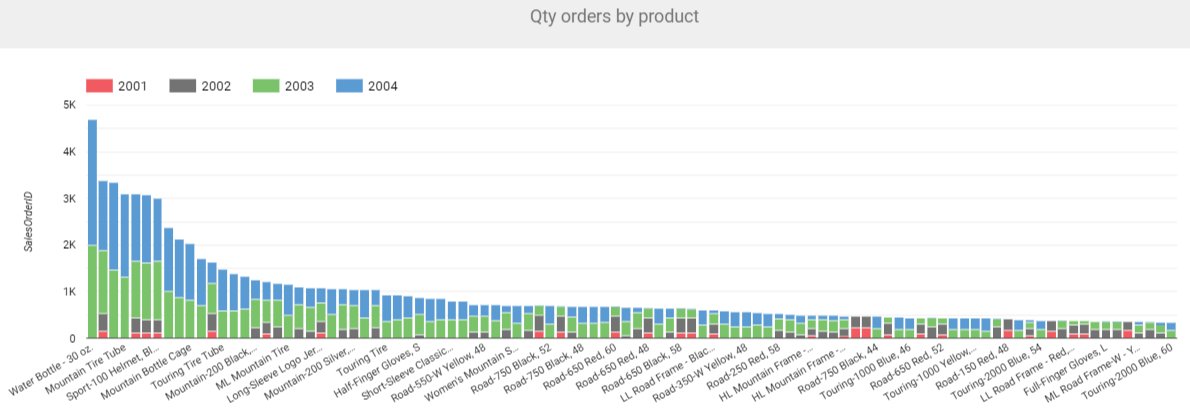 Qty orders by product
2001 2002 2003 2004
5K
4K
3K
2K
1K
0
SalesOrderID
Water Bottle - 30 oz.
Mountain Tire Tube
Sport-100 Helmet, Bl...
Mountain Bottle Cage
Touring Tire Tube
Mountain-200 Black,...
ML Mountain Tire
Long-Sleeve Logo Jer...
Mountain-200 Silver,...
Touring Tire
Half-Finger Gloves, S
Short-Sleeve Classic...
Road-550-W Yellow, 48
Women's Mountain S...
Road-750 Black, 52
Road-750 Black, 48
Road-650 Red, 60
Road-650 Red, 48
Road-650 Black, 58
LL Road Frame - Blac...
Road-350-W Yellow, 48
Road-250 Red, 58
HL Mountain Frame -...
HL Mountain Frame -...
Road-750 Black, 44
Touring-1000 Blue, 46
Road-650 Red, 52
Touring-1000 Yellow,...
Road-150 Red, 48
Touring-2000 Blue, 54
LL Road Frame - Red,...
Full-Finger Gloves, L
ML Road Frame-W - Y...
Touring-2000 Blue, 60